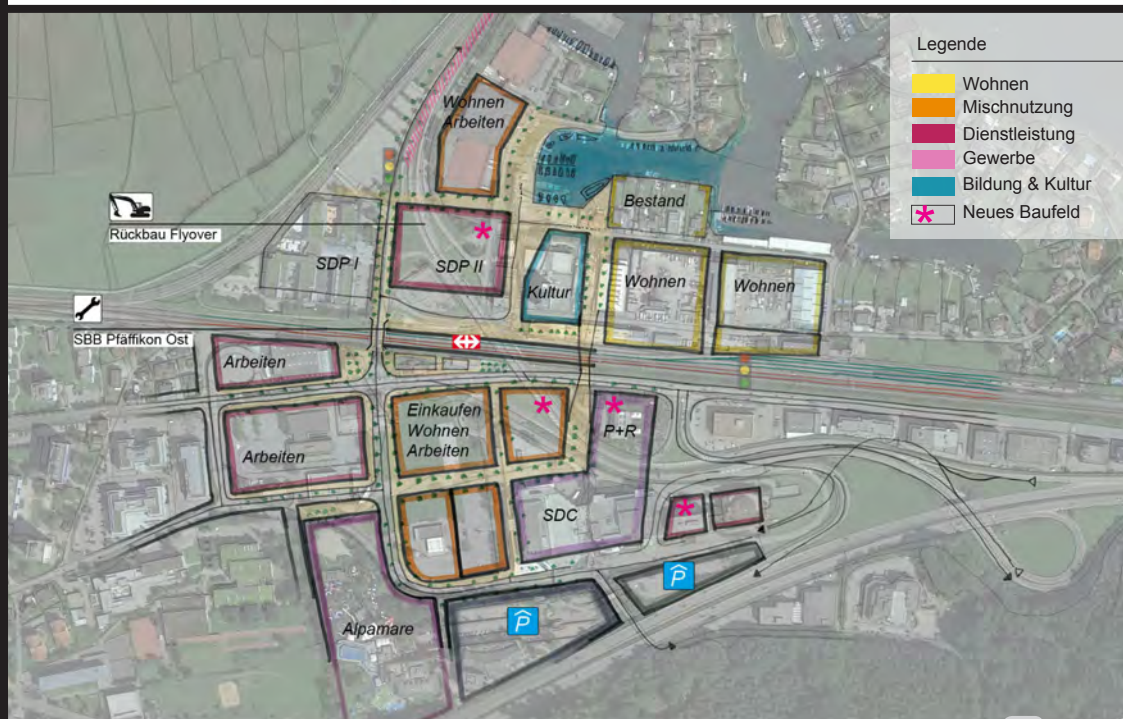 Legende
Wohnen
Mischnutzung
Dienstleistung
Gewerbe
Bildung & Kultur
Neues Baufeld
Wohnen
Arbeiten
Rückbau Flyover
SDP I
SDP II
Bestand
Kultur
Wohnen
Wohnen
SBB Pfäffikon Ost
Arbeiten
Einkaufen
Wohnen
Arbeiten
P+R
Arbeiten
SDC
P
P
Alpamare